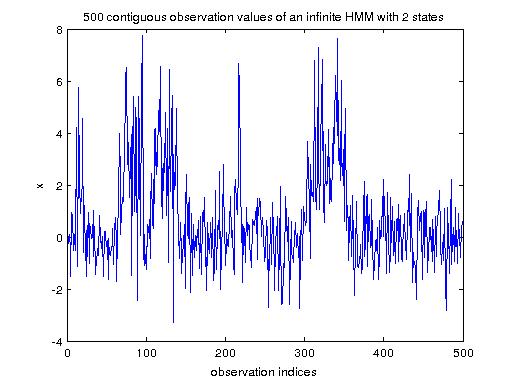 500 contiguous observation values of an infinite HMM with 2 states
8
6
4
2
0
-2
-4
x
0 100 200 300 400 500
observation indices